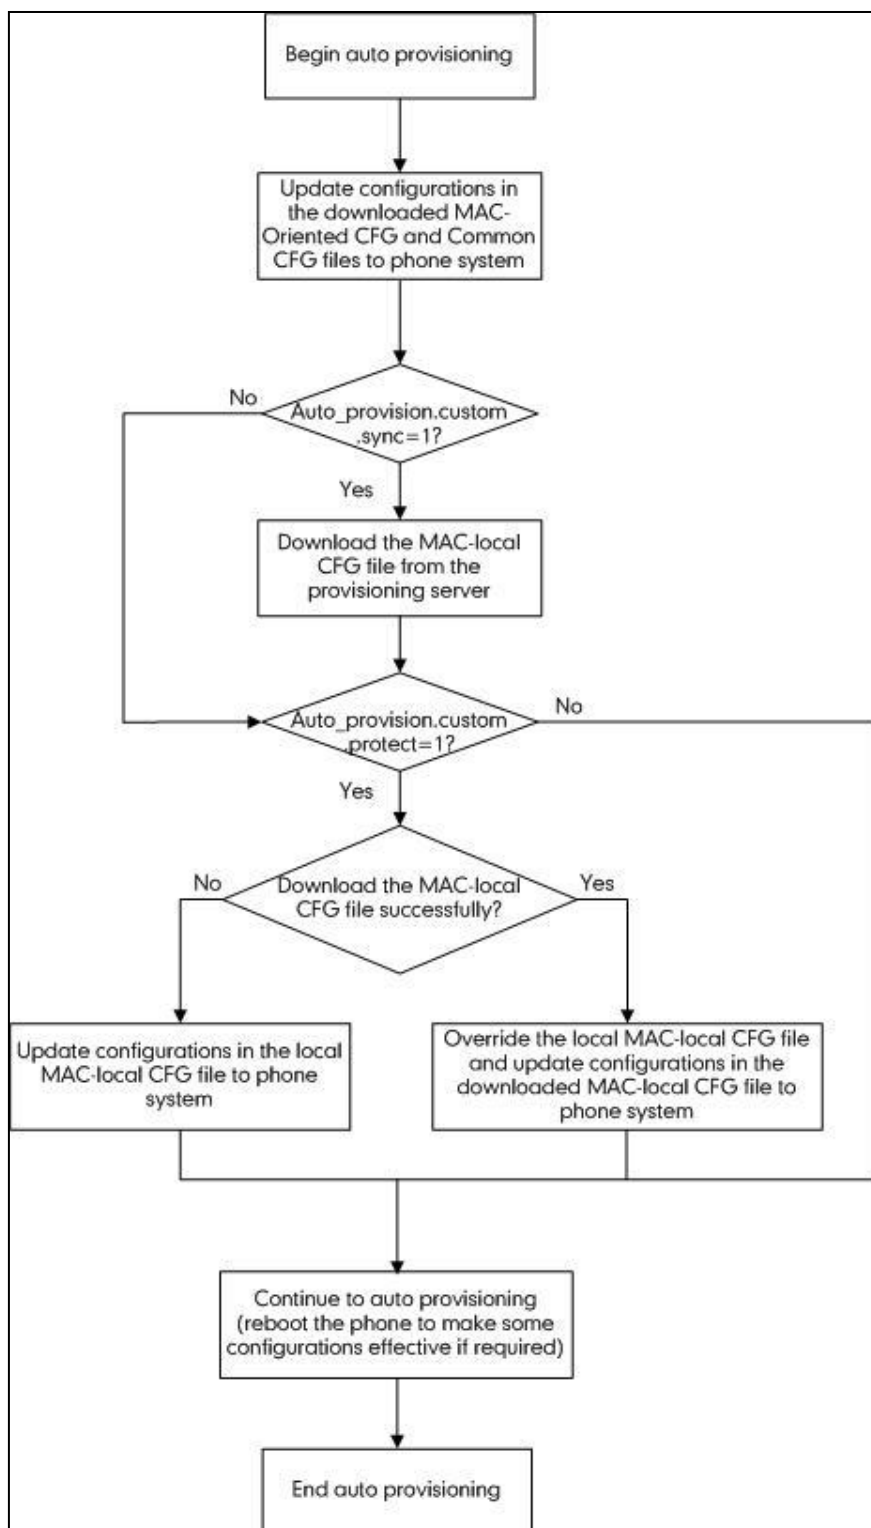 Begin auto provisioning
Update configurations in
the downloaded MAC-
Oriented CFG and Common
CFG files to phone system
No
Auto_provision.custom
.sync=1?
Yes
Download the MAC-local
CFG file from the
provisioning server
Auto_provision.custom
.protect=1?
No
Yes
No
Download the MAC-local
CFG file successfully?
Yes
Update configurations in the local
MAC-local CFG file to phone
system
Override the local MAC-local CFG file
and update configurations in the
downloaded MAC-local CFG file to
phone system
Continue to auto provisioning
(reboot the phone to make some
configurations effective if required)
End auto provisioning